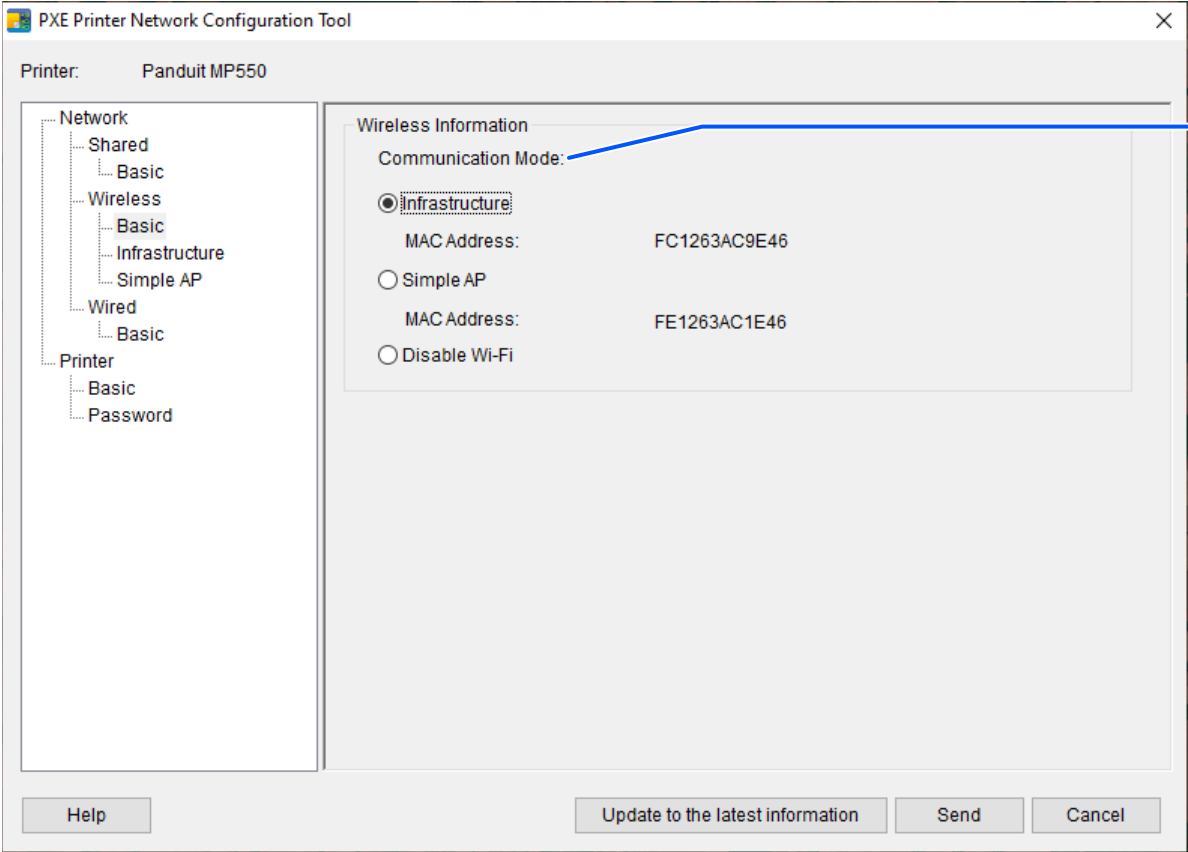 PXE Printer Network Configuration Tool
Printer: Panduit MP550
Network
Shared
Basic
Wireless
Basic
Infrastructure
Simple AP
Wired
Basic
Printer
Basic
Password
Wireless Information
Communication Mode:
Infrastructure
MAC Address: FC1263AC9E46
Simple AP
MAC Address: FE1263AC1E46
Disable Wi-Fi
Help Update to the latest information Send Cancel